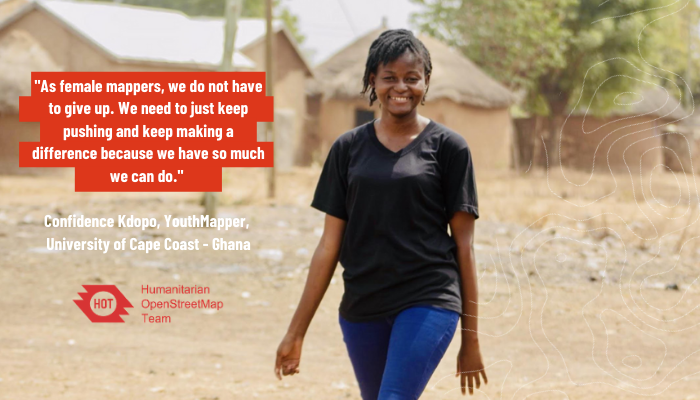 "As female mappers, we do not have
to give up. We need to just keep
pushing and keep making a
difference because we have so much
we can do."
Confidence Kdopo, YouthMapper,
University of Cape Coast - Ghana
HOT
Humanitarian
OpenStreetMap
Team